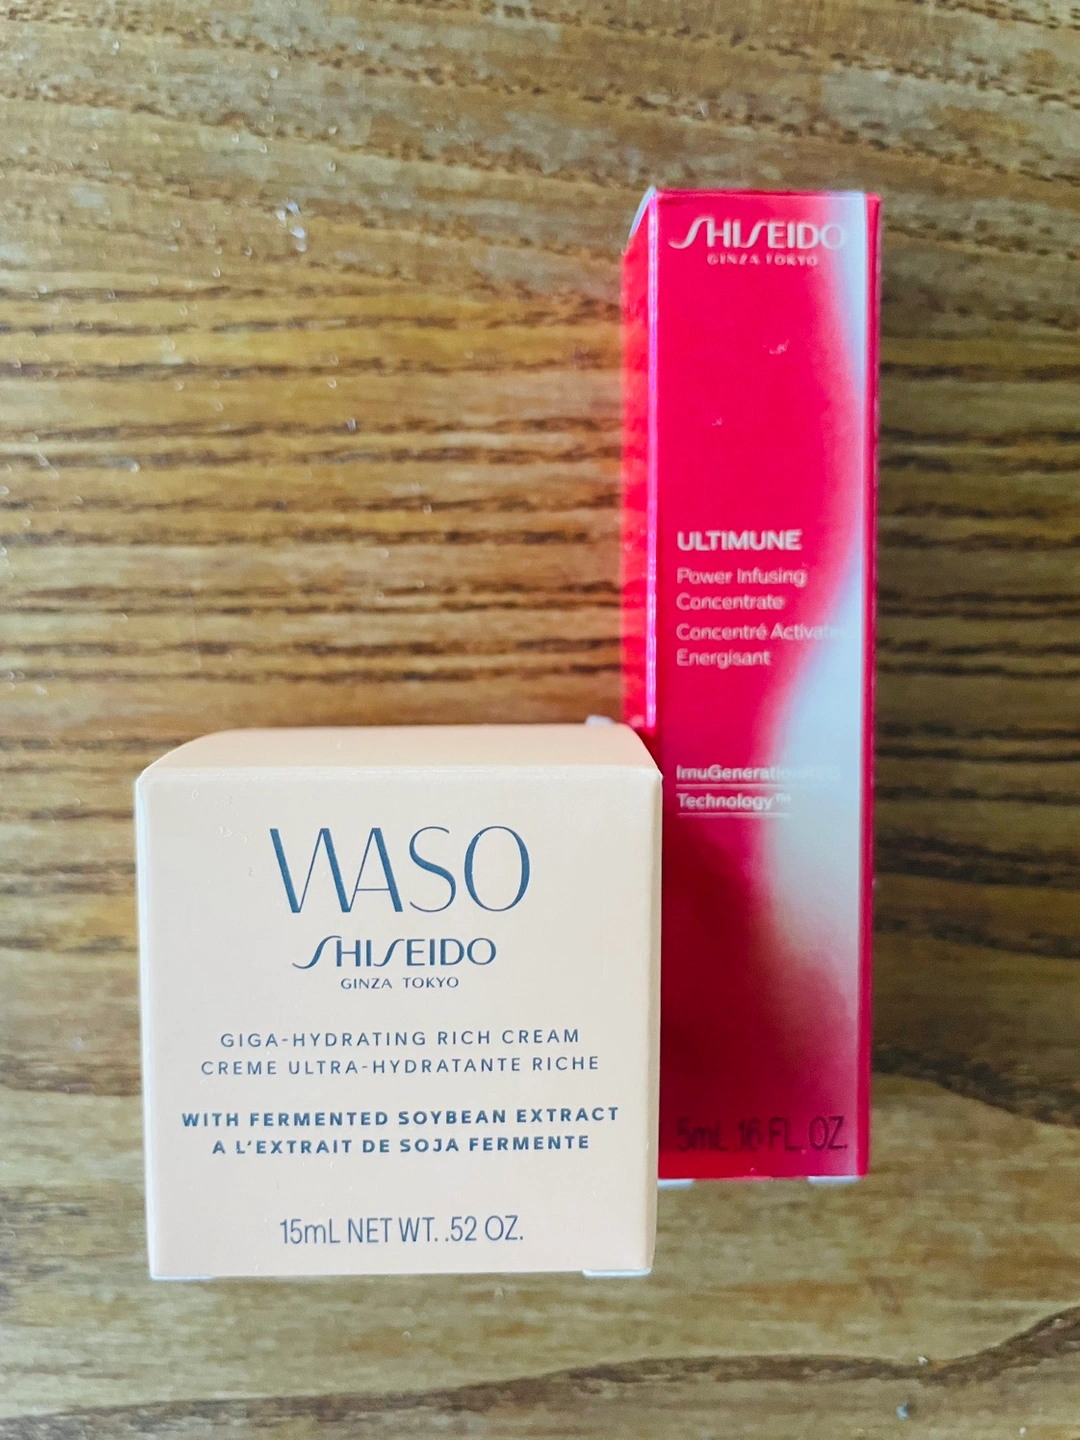 SHISEIDO
GINZA TOKYO
ULTIMUNE
Power Infusing
Concentrate
Concentré
Energisant
Technology™
5mL .16 FL. OZ.
WASO
SHISEIDO
GINZA TOKYO
GIGA-HYDRATING RICH CREAM
CREME ULTRA-HYDRATANTE RICHE
WITH FERMENTED SOYBEAN EXTRACT
A L'EXTRAIT DE SOJA FERMENTE
15mL NET WT. .52 OZ.